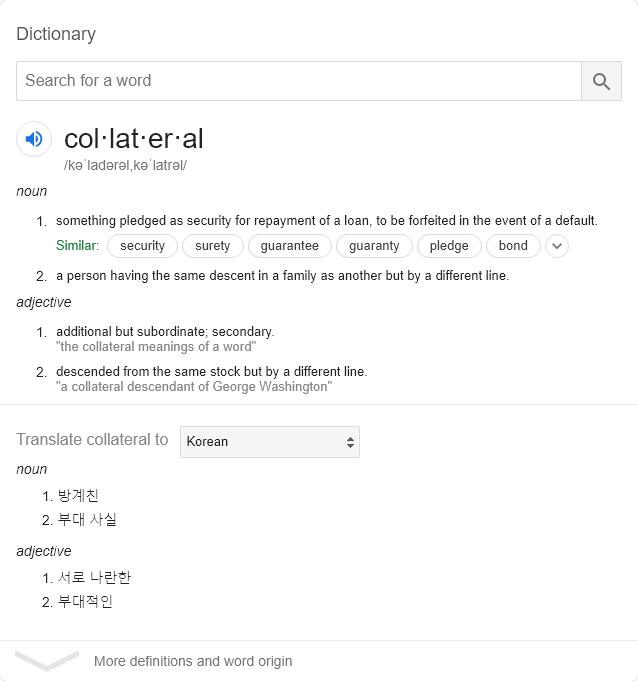 Dictionary
Search for a word
col·lat·er·al
/kəˈladərəl,kəˈlatrəl/
noun
1. something pledged as security for repayment of a loan, to be forfeited in the event of a default.
Similar: security surety guarantee guaranty pledge bond
2. a person having the same descent in a family as another but by a different line.
adjective
1. additional but subordinate; secondary.
"the collateral meanings of a word"
2. descended from the same stock but by a different line.
"a collateral descendant of George Washington"
Translate collateral to Korean
noun
1. 방계친
2. 부대 사실
adjective
1. 서로 나란한
2. 부대적인
More definitions and word origin